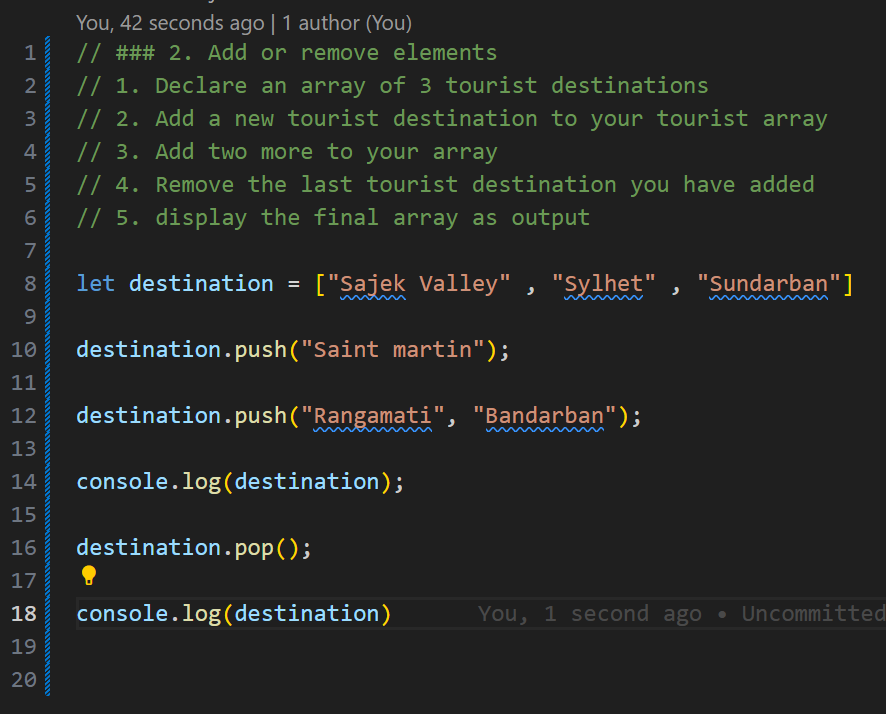 You, 42 seconds ago | 1 author (You)
1 // ### 2. Add or remove elements
2 // 1. Declare an array of 3 tourist destinations
3 // 2. Add a new tourist destination to your tourist array
4 // 3. Add two more to your array
5 // 4. Remove the last tourist destination you have added
6 // 5. display the final array as output
7
8 let destination = ["Sajek Valley" , "Sylhet" , "Sundarban"]
9
10 destination.push("Saint martin");
11
12 destination.push("Rangamati", "Bandarban");
13
14 console.log(destination);
15
16 destination.pop();
17
18 console.log(destination) You, 1 second ago • Uncommitted
19
20